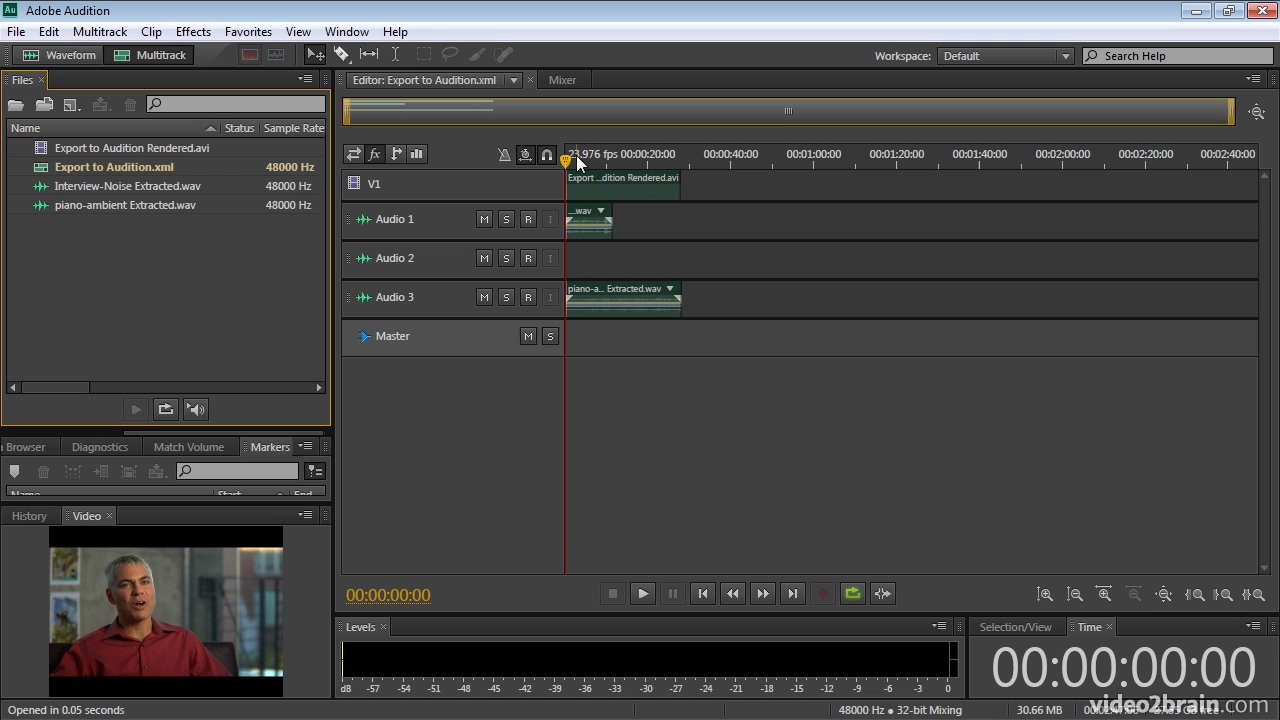 Au Adobe Audition
File Edit Multitrack Clip Effects Favorites View Window Help
Waveform Multitrack Workspace: Default Search Help
Files × Editor: Export to Audition.xml × Mixer
Name Status Sample Rate
Export to Audition Rendered.avi
Export to Audition.xml 48000 Hz
Interview-Noise Extracted.wav 48000 Hz
piano-ambient Extracted.wav 48000 Hz
fx 23.976 fps 00:00:20:00 00:00:40:00 00:01:00:00 00:01:20:00 00:01:40:00 00:02:00:00 00:02:20:00 00:02:40:00
V1 Export ...dition Rendered.avi
Audio 1 M S R I ...wav
Audio 2 M S R I
Audio 3 M S R I piano-a... Extracted.wav
Master M S
Browser Diagnostics Match Volume Markers
Name Start End
History Video ×
00:00:00:00
Levels × Selection/View Time ×
00:00:00:00
dB -57 -54 -51 -48 -45 -42 -39 -36 -33 -30 -27 -24 -21 -18 -15 -12 -9 -6 -3 0
Opened in 0.05 seconds 48000 Hz ● 32-bit Mixing 30.66 MB
video2brain.com